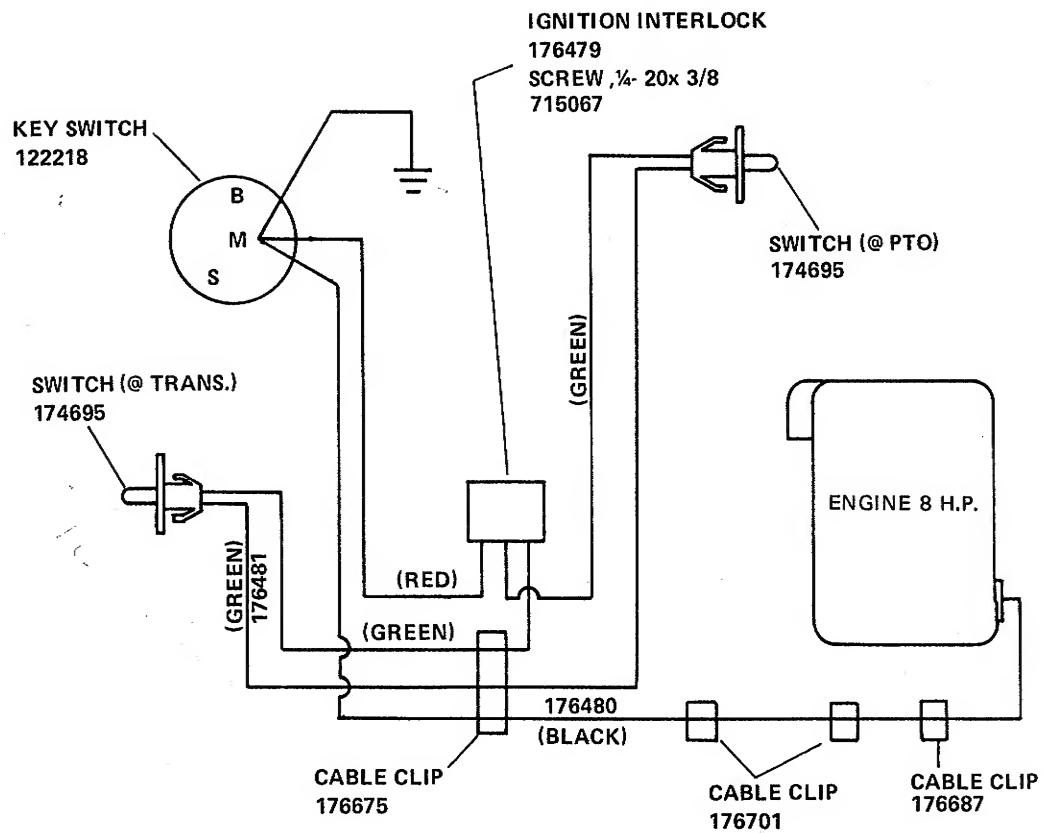 IGNITION INTERLOCK
176479
SCREW ,¼- 20x 3/8
715067
KEY SWITCH
122218
B
M
S
SWITCH (@ PTO)
174695
(GREEN)
SWITCH (@ TRANS.)
174695
ENGINE 8 H.P.
(GREEN)
176481
(RED)
(GREEN)
176480
(BLACK)
CABLE CLIP
176675
CABLE CLIP
176701
CABLE CLIP
176687